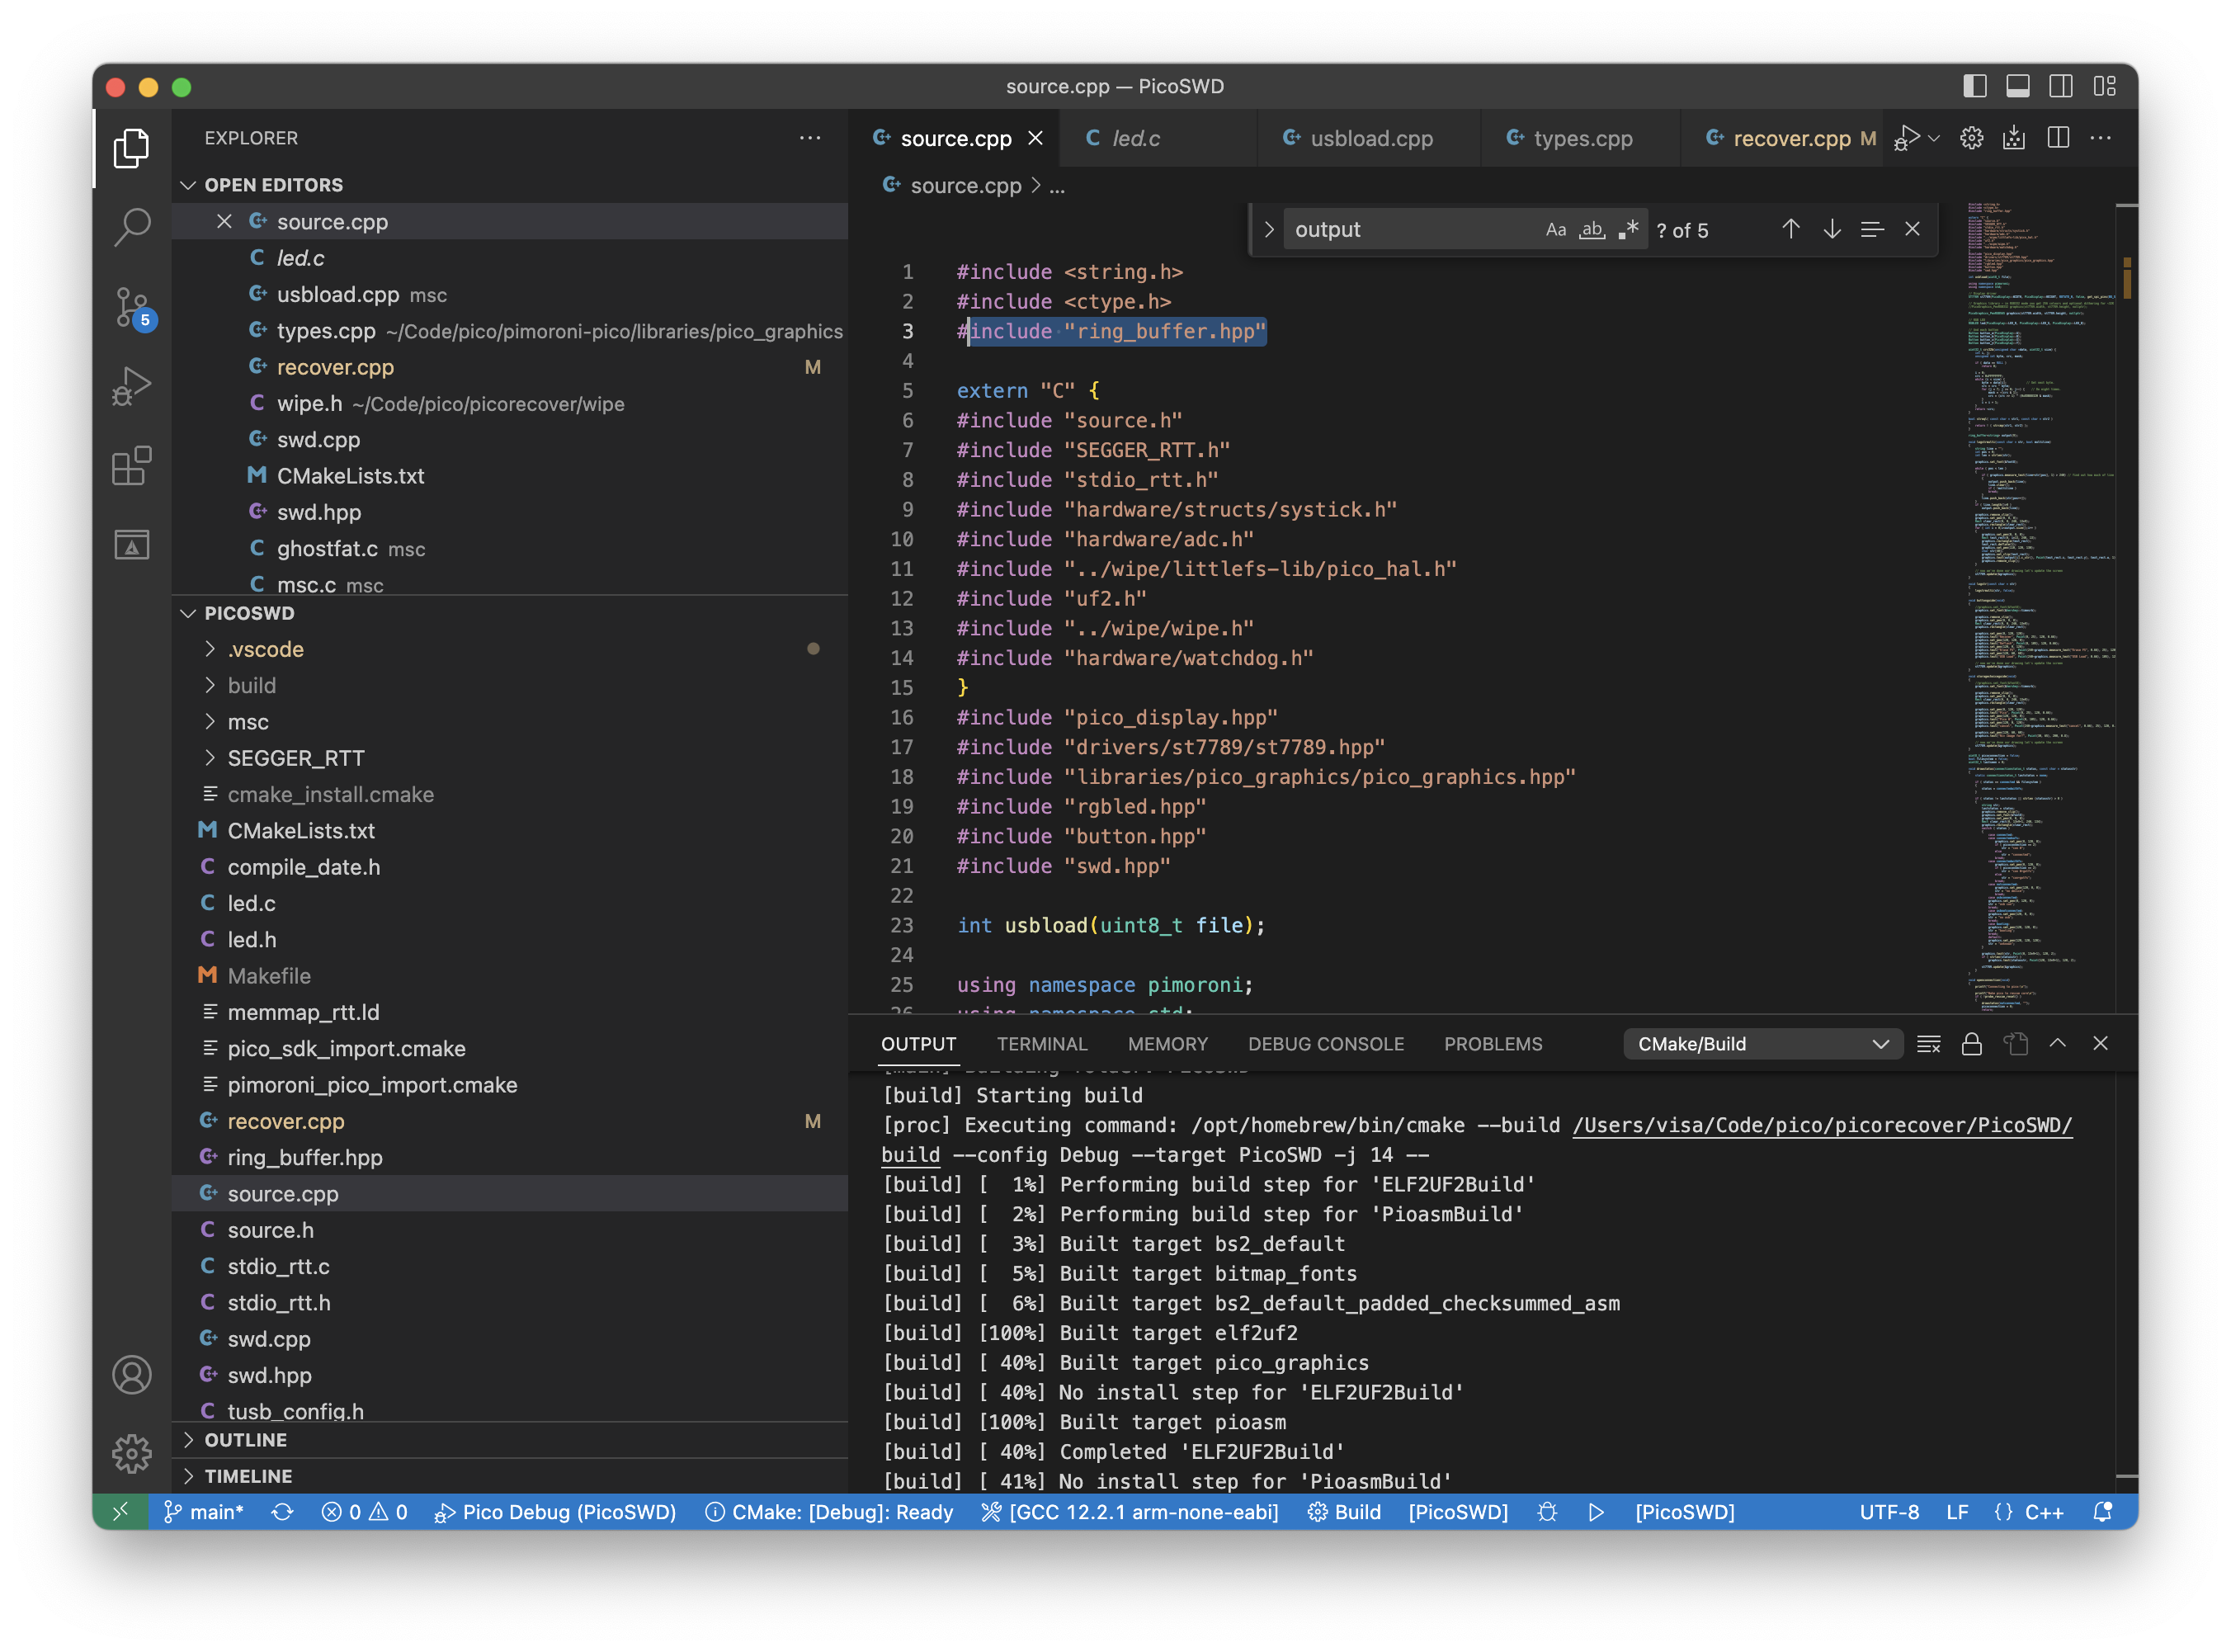 source.cpp — PicoSWD
EXPLORER
OPEN EDITORS
source.cpp
led.c
usbload.cpp msc
types.cpp ~/Code/pico/pimoroni-pico/libraries/pico_graphics
recover.cpp M
wipe.h ~/Code/pico/picorecover/wipe
swd.cpp
CMakeLists.txt
swd.hpp
ghostfat.c msc
msc.c msc
PICOSWD
.vscode
build
msc
SEGGER_RTT
cmake_install.cmake
CMakeLists.txt
compile_date.h
led.c
led.h
Makefile
memmap_rtt.ld
pico_sdk_import.cmake
pimoroni_pico_import.cmake
recover.cpp M
ring_buffer.hpp
source.cpp
source.h
stdio_rtt.c
stdio_rtt.h
swd.cpp
swd.hpp
tusb_config.h
OUTLINE
TIMELINE
5
source.cpp led.c usbload.cpp types.cpp recover.cpp M
source.cpp > ...
output Aa ab .* ? of 5
1 #include <string.h>
2 #include <ctype.h>
3 #include "ring_buffer.hpp"
4
5 extern "C" {
6 #include "source.h"
7 #include "SEGGER_RTT.h"
8 #include "stdio_rtt.h"
9 #include "hardware/structs/systick.h"
10 #include "hardware/adc.h"
11 #include "../wipe/littlefs-lib/pico_hal.h"
12 #include "uf2.h"
13 #include "../wipe/wipe.h"
14 #include "hardware/watchdog.h"
15 }
16 #include "pico_display.hpp"
17 #include "drivers/st7789/st7789.hpp"
18 #include "libraries/pico_graphics/pico_graphics.hpp"
19 #include "rgbled.hpp"
20 #include "button.hpp"
21 #include "swd.hpp"
22
23 int usbload(uint8_t file);
24
25 using namespace pimoroni;
26 using namespace std;
OUTPUT TERMINAL MEMORY DEBUG CONSOLE PROBLEMS CMake/Build
[main] Building folder: PicoSWD
[build] Starting build
[proc] Executing command: /opt/homebrew/bin/cmake --build /Users/visa/Code/pico/picorecover/PicoSWD/
build --config Debug --target PicoSWD -j 14 --
[build] [  1%] Performing build step for 'ELF2UF2Build'
[build] [  2%] Performing build step for 'PioasmBuild'
[build] [  3%] Built target bs2_default
[build] [  5%] Built target bitmap_fonts
[build] [  6%] Built target bs2_default_padded_checksummed_asm
[build] [100%] Built target elf2uf2
[build] [ 40%] Built target pico_graphics
[build] [ 40%] No install step for 'ELF2UF2Build'
[build] [100%] Built target pioasm
[build] [ 40%] Completed 'ELF2UF2Build'
[build] [ 41%] No install step for 'PioasmBuild'
main* 0 0 Pico Debug (PicoSWD) CMake: [Debug]: Ready [GCC 12.2.1 arm-none-eabi] Build [PicoSWD] [PicoSWD] UTF-8 LF {} C++